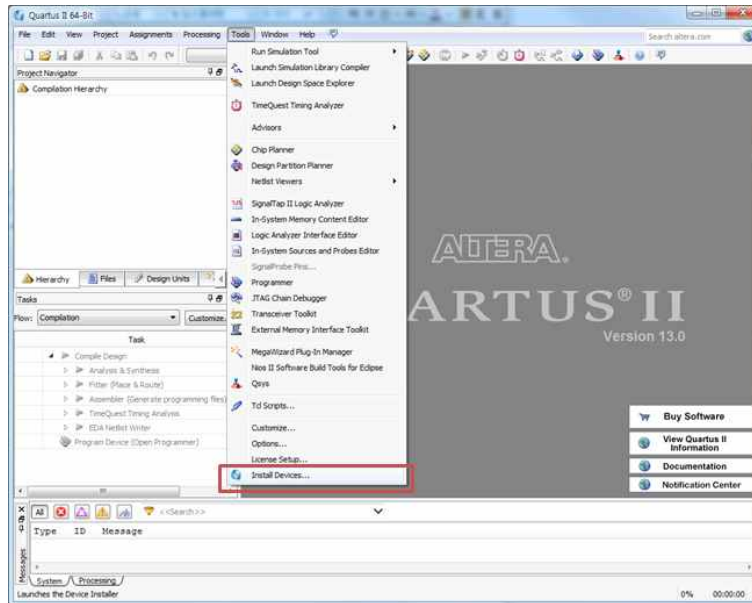 Quartus II 64-Bit
File Edit View Project Assignments Processing Tools Window Help
Search altera.com
Project Navigator
Compilation Hierarchy
Run Simulation Tool
Launch Simulation Library Compiler
Launch Design Space Explorer
TimeQuest Timing Analyzer
Advisors
Chip Planner
Design Partition Planner
Netlist Viewers
SignalTap II Logic Analyzer
In-System Memory Content Editor
Logic Analyzer Interface Editor
In-System Sources and Probes Editor
SignalProbe Pins...
Programmer
JTAG Chain Debugger
Transceiver Toolkit
External Memory Interface Toolkit
MegaWizard Plug-In Manager
Nios II Software Build Tools for Eclipse
Qsys
Tcl Scripts...
Customize...
Options...
License Setup...
Install Devices...
Hierarchy Files Design Units
Tasks
Flow: Compilation Customize...
Task
Compile Design
Analysis & Synthesis
Fitter (Place & Route)
Assembler (Generate programming files)
TimeQuest Timing Analysis
EDA Netlist Writer
Program Device (Open Programmer)
ALTERA®
ARTUS® II
Version 13.0
Buy Software
View Quartus II
Information
Documentation
Notification Center
All <<Search>>
Type ID Message
Messages
System Processing
Launches the Device Installer 0% 00:00:00